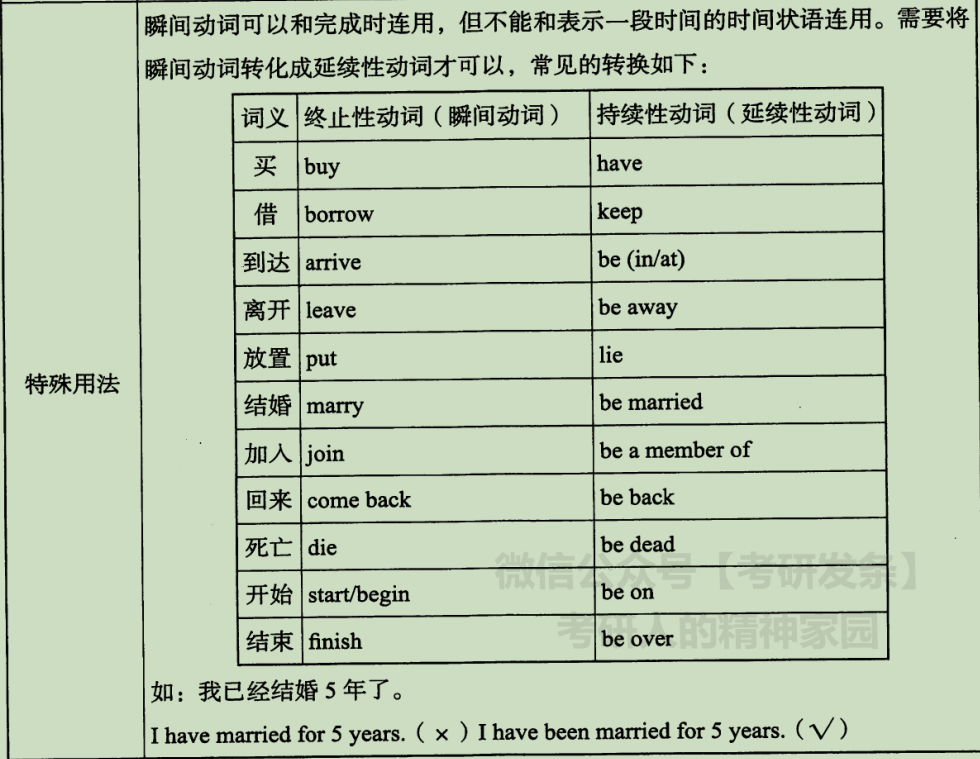 瞬间动词可以和完成时连用，但不能和表示一段时间的时间状语连用。需要将
瞬间动词转化成延续性动词才可以，常见的转换如下：
词义 终止性动词（瞬间动词） 持续性动词（延续性动词）
买 buy have
借 borrow keep
到达 arrive be (in/at)
离开 leave be away
放置 put lie
特殊用法
结婚 marry be married
加入 join be a member of
回来 come back be back
死亡 die be dead
微信公众号【考研发条】
开始 start/begin be on
考研人的精神家园
结束 finish be over
如：我已经结婚 5 年了。
I have married for 5 years.（×）I have been married for 5 years.（√）